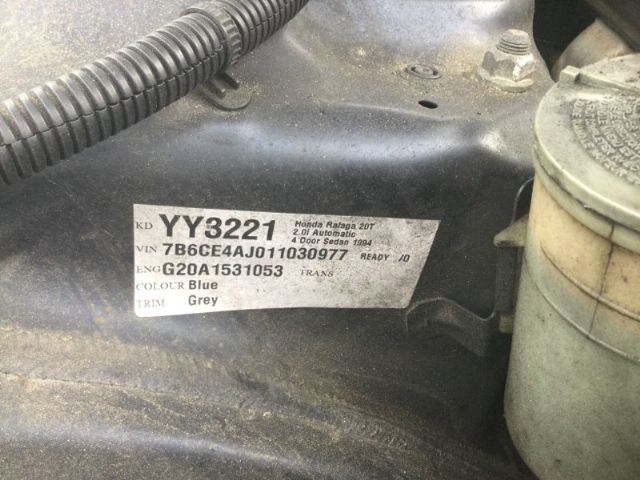 KD YY3221 Honda Rafaga 20T
2.0l Automatic
4 Door Sedan 1994
VIN 7B6CE4AJ011030977 READY /0
ENG G20A1531053 TRANS
COLOUR Blue
TRIM Grey